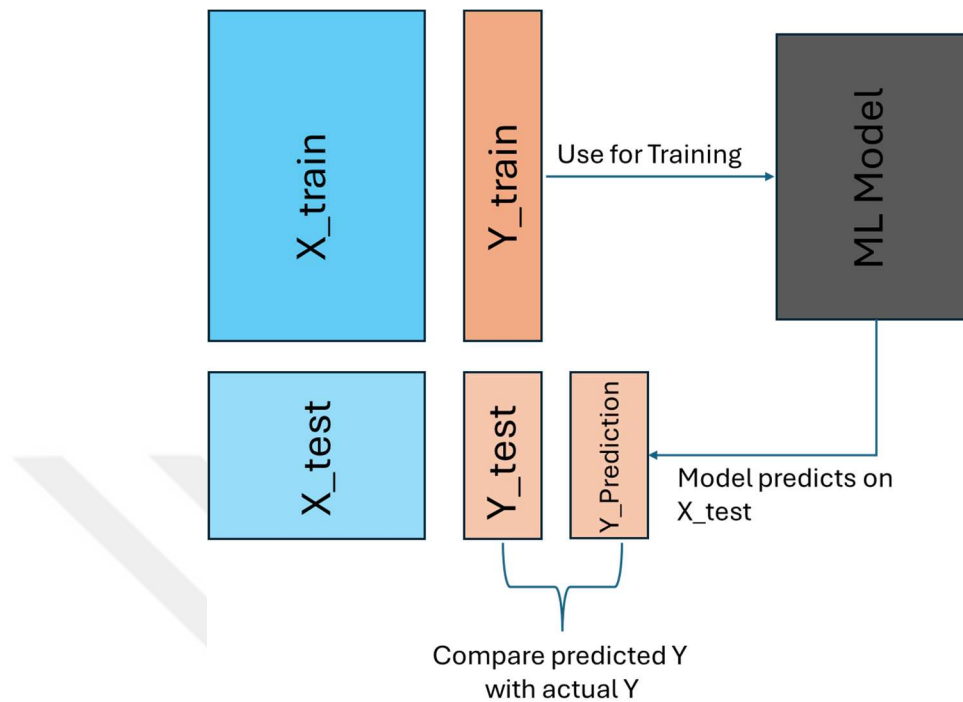 X_train
Y_train
Use for Training
ML Model
X_test
Y_test
Y_Prediction
Model predicts on
X_test
Compare predicted Y
with actual Y